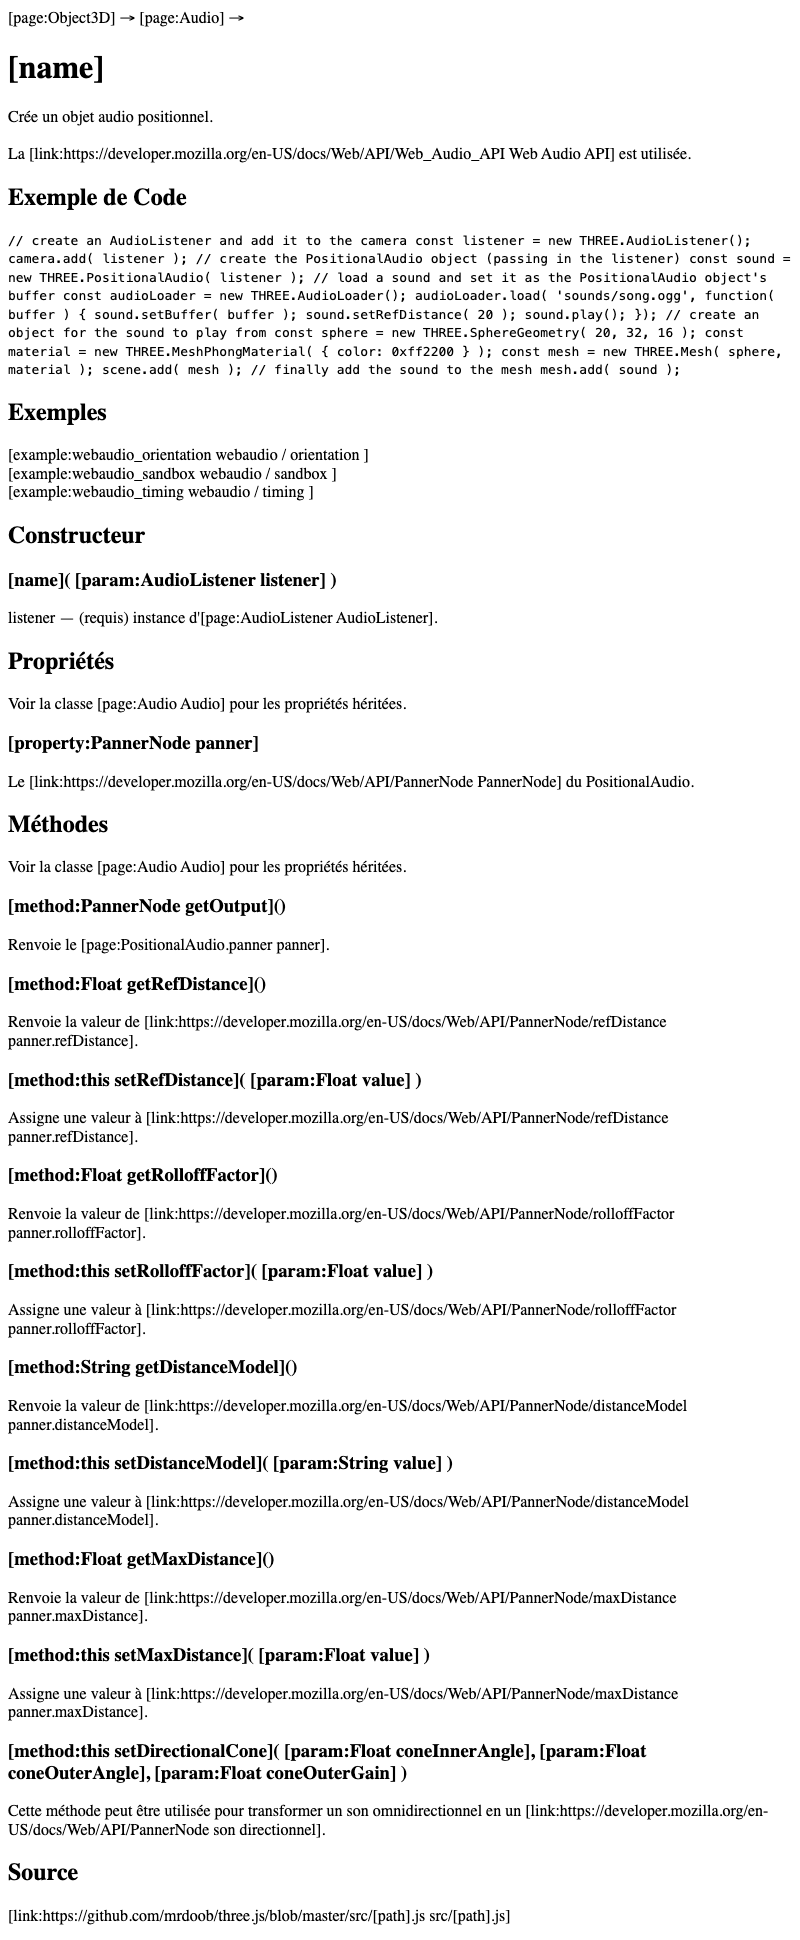 [page:Object3D] → [page:Audio] →
[name]
Crée un objet audio positionnel.
La [link:https://developer.mozilla.org/en-US/docs/Web/API/Web_Audio_API Web Audio API] est utilisée.
Exemple de Code
// create an AudioListener and add it to the camera const listener = new THREE.AudioListener();
camera.add( listener ); // create the PositionalAudio object (passing in the listener) const sound =
new THREE.PositionalAudio( listener ); // load a sound and set it as the PositionalAudio object's
buffer const audioLoader = new THREE.AudioLoader(); audioLoader.load( 'sounds/song.ogg', function(
buffer ) { sound.setBuffer( buffer ); sound.setRefDistance( 20 ); sound.play(); }); // create an
object for the sound to play from const sphere = new THREE.SphereGeometry( 20, 32, 16 ); const
material = new THREE.MeshPhongMaterial( { color: 0xff2200 } ); const mesh = new THREE.Mesh( sphere,
material ); scene.add( mesh ); // finally add the sound to the mesh mesh.add( sound );
Exemples
[example:webaudio_orientation webaudio / orientation ]
[example:webaudio_sandbox webaudio / sandbox ]
[example:webaudio_timing webaudio / timing ]
Constructeur
[name]( [param:AudioListener listener] )
listener — (requis) instance d'[page:AudioListener AudioListener].
Propriétés
Voir la classe [page:Audio Audio] pour les propriétés héritées.
[property:PannerNode panner]
Le [link:https://developer.mozilla.org/en-US/docs/Web/API/PannerNode PannerNode] du PositionalAudio.
Méthodes
Voir la classe [page:Audio Audio] pour les propriétés héritées.
[method:PannerNode getOutput]()
Renvoie le [page:PositionalAudio.panner panner].
[method:Float getRefDistance]()
Renvoie la valeur de [link:https://developer.mozilla.org/en-US/docs/Web/API/PannerNode/refDistance
panner.refDistance].
[method:this setRefDistance]( [param:Float value] )
Assigne une valeur à [link:https://developer.mozilla.org/en-US/docs/Web/API/PannerNode/refDistance
panner.refDistance].
[method:Float getRolloffFactor]()
Renvoie la valeur de [link:https://developer.mozilla.org/en-US/docs/Web/API/PannerNode/rolloffFactor
panner.rolloffFactor].
[method:this setRolloffFactor]( [param:Float value] )
Assigne une valeur à [link:https://developer.mozilla.org/en-US/docs/Web/API/PannerNode/rolloffFactor
panner.rolloffFactor].
[method:String getDistanceModel]()
Renvoie la valeur de [link:https://developer.mozilla.org/en-US/docs/Web/API/PannerNode/distanceModel
panner.distanceModel].
[method:this setDistanceModel]( [param:String value] )
Assigne une valeur à [link:https://developer.mozilla.org/en-US/docs/Web/API/PannerNode/distanceModel
panner.distanceModel].
[method:Float getMaxDistance]()
Renvoie la valeur de [link:https://developer.mozilla.org/en-US/docs/Web/API/PannerNode/maxDistance
panner.maxDistance].
[method:this setMaxDistance]( [param:Float value] )
Assigne une valeur à [link:https://developer.mozilla.org/en-US/docs/Web/API/PannerNode/maxDistance
panner.maxDistance].
[method:this setDirectionalCone]( [param:Float coneInnerAngle], [param:Float
coneOuterAngle], [param:Float coneOuterGain] )
Cette méthode peut être utilisée pour transformer un son omnidirectionnel en un [link:https://developer.mozilla.org/en-
US/docs/Web/API/PannerNode son directionnel].
Source
[link:https://github.com/mrdoob/three.js/blob/master/src/[path].js src/[path].js]